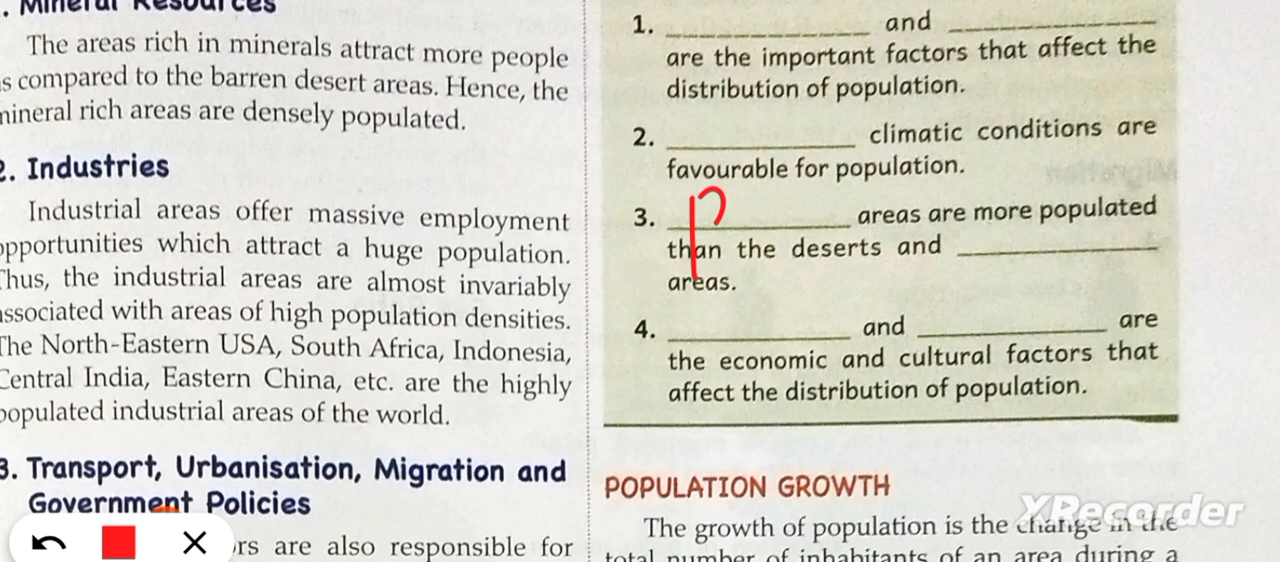 . Mineral Resources
The areas rich in minerals attract more people
s compared to the barren desert areas. Hence, the
ineral rich areas are densely populated.
2. Industries
Industrial areas offer massive employment
opportunities which attract a huge population.
Thus, the industrial areas are almost invariably
associated with areas of high population densities.
The North-Eastern USA, South Africa, Indonesia,
Central India, Eastern China, etc. are the highly
populated industrial areas of the world.
3. Transport, Urbanisation, Migration and
Government Policies
rs are also responsible for
1. ____________ and ____________
are the important factors that affect the
distribution of population.
2. ____________ climatic conditions are
favourable for population.
3. ____________ areas are more populated
than the deserts and ____________
areas.
4. ____________ and ____________ are
the economic and cultural factors that
affect the distribution of population.
POPULATION GROWTH
The growth of population is the change in the
total number of inhabitants of an area during a
XRecorder